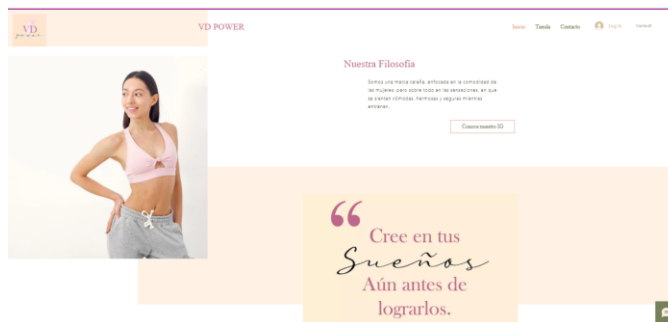 VD
power
VD POWER
Inicio Tienda Contacto Log In
Nuestra Filosofía
Somos una marca caleña, enfocada en la comodidad de
las mujeres, pero sobre todo en las sensaciones, en que
se sientan cómodas, hermosas y seguras mientras
entrenan.
Conoce nuestro IG
Cree en tus
Sueños
Aún antes de
lograrlos.